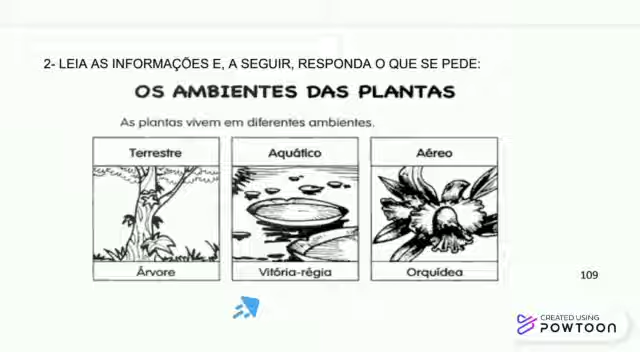 2- LEIA AS INFORMAÇÕES E, A SEGUIR, RESPONDA O QUE SE PEDE:
OS AMBIENTES DAS PLANTAS
As plantas vivem em diferentes ambientes.
Terrestre
Aquático
Aéreo
Árvore
Vitória-régia
Orquídea
109
CREATED USING
POWTOON